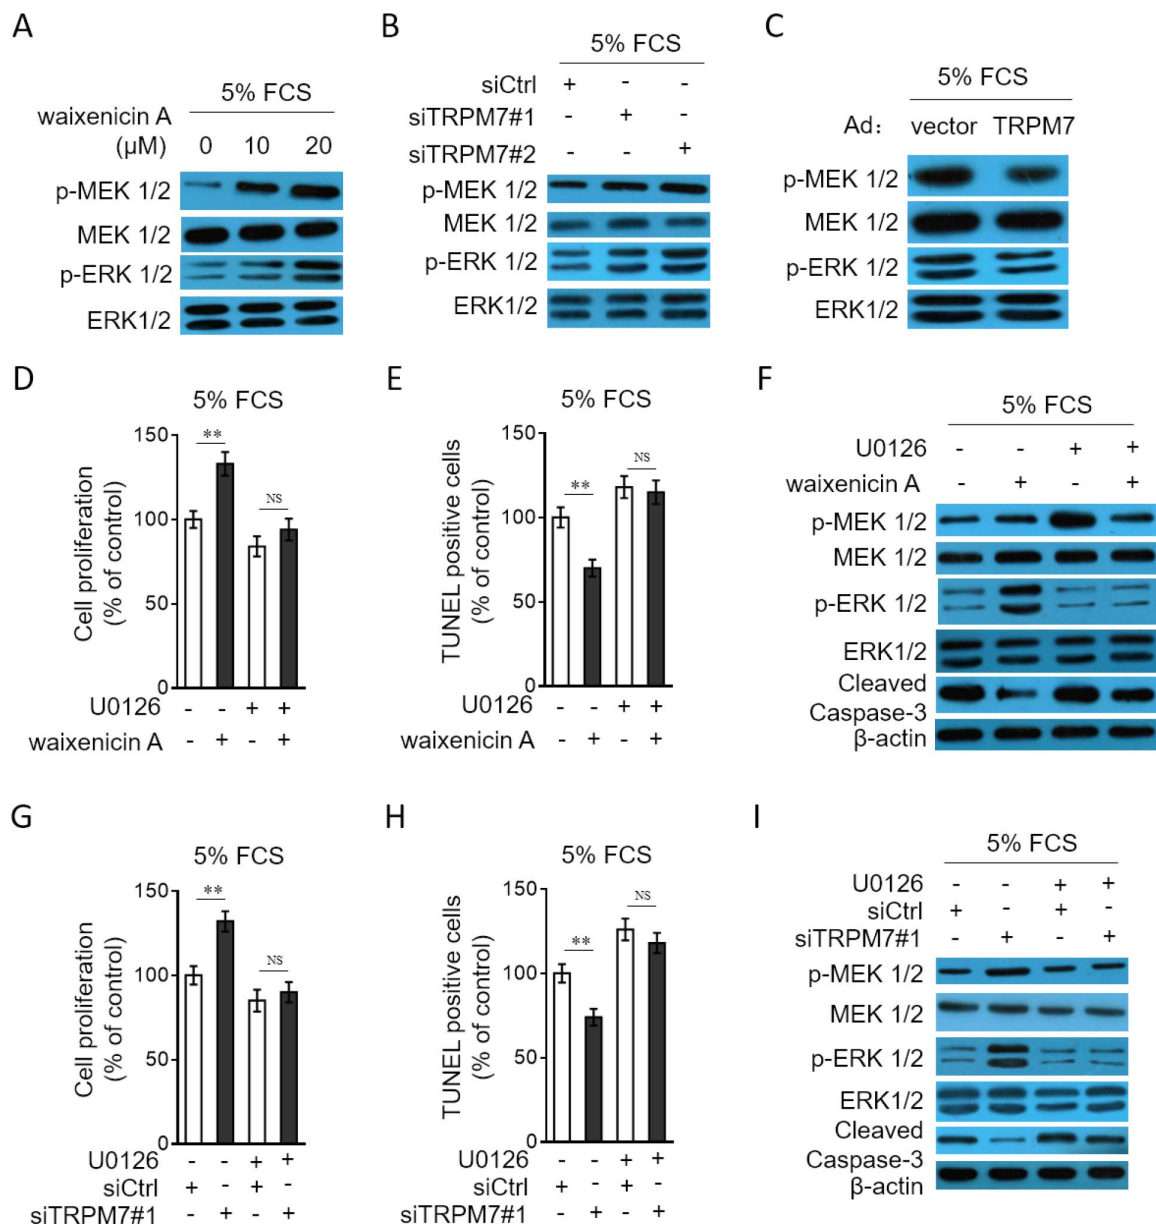 A
5% FCS
waixenicin A
(μM) 0 10 20
p-MEK 1/2
MEK 1/2
p-ERK 1/2
ERK1/2
B
5% FCS
siCtrl + - -
siTRPM7#1 - + -
siTRPM7#2 - - +
p-MEK 1/2
MEK 1/2
p-ERK 1/2
ERK1/2
C
5% FCS
Ad: vector TRPM7
p-MEK 1/2
MEK 1/2
p-ERK 1/2
ERK1/2
D
5% FCS
Cell proliferation
(% of control)
150
100
50
0
**
NS
U0126 - - + +
waixenicin A - + - +
E
5% FCS
TUNEL positive cells
(% of control)
150
100
50
0
**
NS
U0126 - - + +
waixenicin A - + - +
F
5% FCS
U0126 - - + +
waixenicin A - + - +
p-MEK 1/2
MEK 1/2
p-ERK 1/2
ERK1/2
Cleaved
Caspase-3
β-actin
G
5% FCS
Cell proliferation
(% of control)
150
100
50
0
**
NS
U0126 - - + +
siCtrl + - + -
siTRPM7#1 - + - +
H
5% FCS
TUNEL positive cells
(% of control)
150
100
50
0
**
NS
U0126 - - + +
siCtrl + - + -
siTRPM7#1 - + - +
I
5% FCS
U0126 - - + +
siCtrl + - + -
siTRPM7#1 - + - +
p-MEK 1/2
MEK 1/2
p-ERK 1/2
ERK1/2
Cleaved
Caspase-3
β-actin